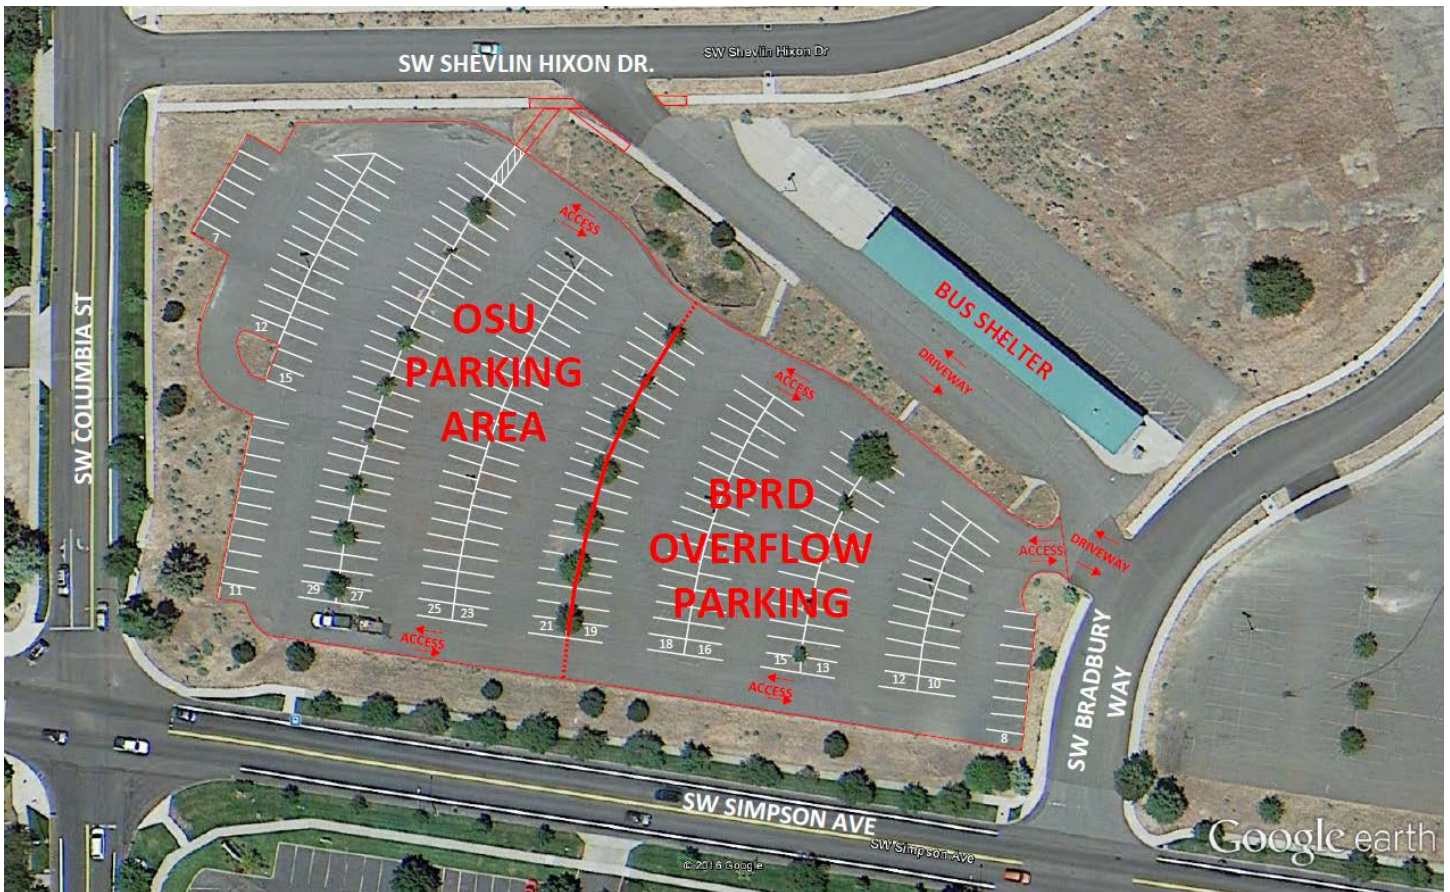 SW Shevlin Hixon Dr
SW SHEVLIN HIXON DR.
SW COLUMBIA ST
7
ACCESS
12
15
OSU
PARKING
AREA
BUS SHELTER
DRIVEWAY
ACCESS
BPRD
OVERFLOW
PARKING
ACCESS
DRIVEWAY
11
29
27
25
23
21
19
18
16
15
13
12
10
8
ACCESS
ACCESS
SW BRADBURY
WAY
SW SIMPSON AVE
SW Simpson Ave
© 2016 Google
Google earth